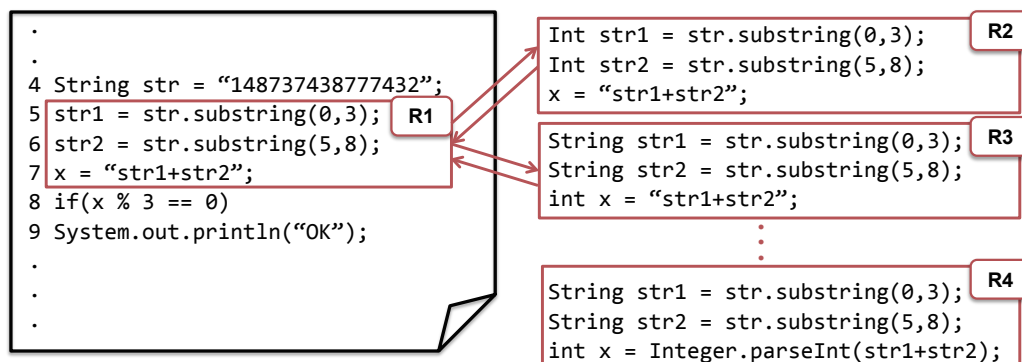 .
.
4 String str = “148737438777432”;
5 str1 = str.substring(0,3);
R1
6 str2 = str.substring(5,8);
7 x = “str1+str2”;
8 if(x % 3 == 0)
9 System.out.println(“OK”);
.
.
.
R2
Int str1 = str.substring(0,3);
Int str2 = str.substring(5,8);
x = “str1+str2”;
R3
String str1 = str.substring(0,3);
String str2 = str.substring(5,8);
int x = “str1+str2”;
R4
String str1 = str.substring(0,3);
String str2 = str.substring(5,8);
int x = Integer.parseInt(str1+str2);